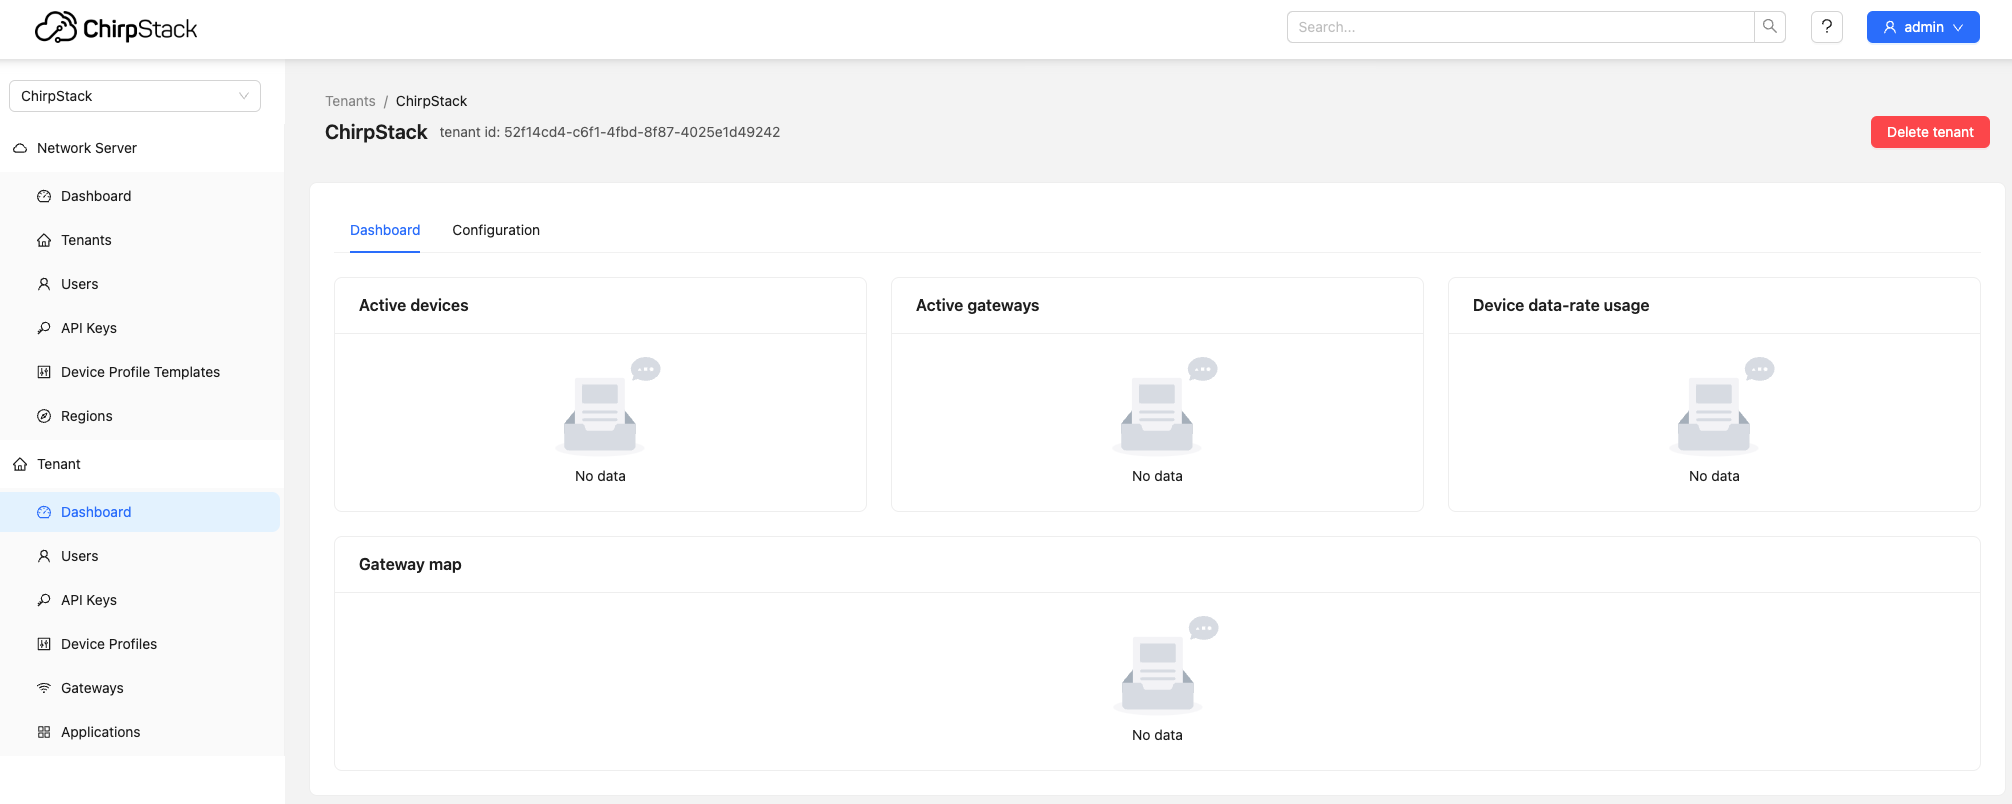 ChirpStack
Search...
?
admin
ChirpStack
Network Server
Dashboard
Tenants
Users
API Keys
Device Profile Templates
Regions
Tenant
Dashboard
Users
API Keys
Device Profiles
Gateways
Applications
Tenants / ChirpStack
ChirpStack tenant id: 52f14cd4-c6f1-4fbd-8f87-4025e1d49242
Delete tenant
Dashboard Configuration
Active devices
No data
Active gateways
No data
Device data-rate usage
No data
Gateway map
No data